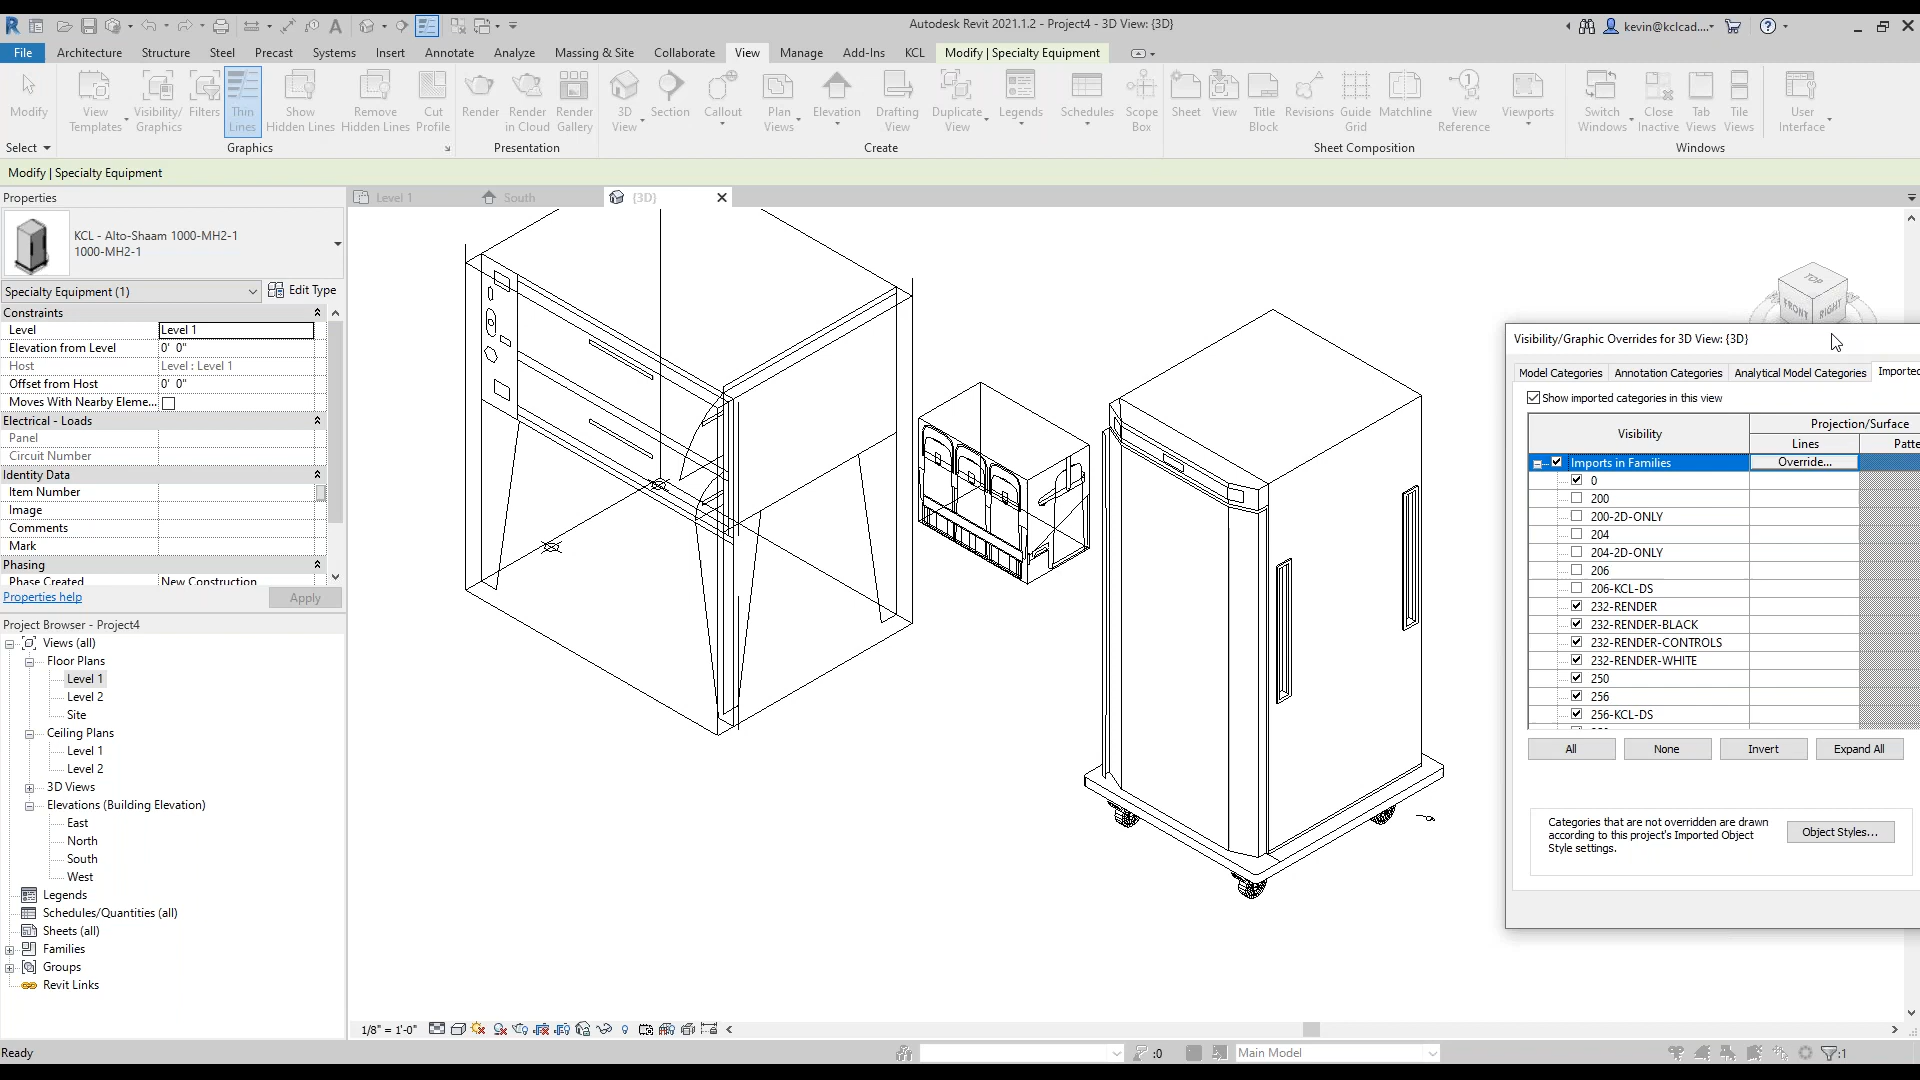 Autodesk Revit 2021.1.2 - Project4 - 3D View: {3D}
kevin@kclcad....
File Architecture Structure Steel Precast Systems Insert Annotate Analyze Massing & Site Collaborate View Manage Add-Ins KCL Modify | Specialty Equipment
Modify
View Templates
Visibility/ Graphics
Filters
Thin Lines
Show Hidden Lines
Remove Hidden Lines
Cut Profile
Render
Render in Cloud
Render Gallery
3D View
Section
Callout
Plan Views
Elevation
Drafting View
Duplicate View
Legends
Schedules
Scope Box
Sheet
View
Title Block
Revisions
Guide Grid
Matchline
View Reference
Viewports
Switch Windows
Close Inactive
Tab Views
Tile Views
User Interface
Select Graphics Presentation Create Sheet Composition Windows
Modify | Specialty Equipment
Properties
KCL - Alto-Shaam 1000-MH2-1
1000-MH2-1
Specialty Equipment (1) Edit Type
Constraints
Level Level 1
Elevation from Level 0' 0"
Host Level : Level 1
Offset from Host 0' 0"
Moves With Nearby Eleme...
Electrical - Loads
Panel
Circuit Number
Identity Data
Item Number
Image
Comments
Mark
Phasing
Phase Created New Construction
Properties help Apply
Project Browser - Project4
Views (all)
Floor Plans
Level 1
Level 2
Site
Ceiling Plans
Level 1
Level 2
3D Views
Elevations (Building Elevation)
East
North
South
West
Legends
Schedules/Quantities (all)
Sheets (all)
Families
Groups
Revit Links
Level 1 South {3D}
TOP
FRONT RIGHT
Visibility/Graphic Overrides for 3D View: {3D}
Model Categories Annotation Categories Analytical Model Categories Imported
Show imported categories in this view
Visibility Projection/Surface
Lines Patte
Imports in Families Override...
0
200
200-2D-ONLY
204
204-2D-ONLY
206
206-KCL-DS
232-RENDER
232-RENDER-BLACK
232-RENDER-CONTROLS
232-RENDER-WHITE
250
256
256-KCL-DS
All None Invert Expand All
Categories that are not overridden are drawn
according to this project's Imported Object
Style settings.
Object Styles...
1/8" = 1'-0"
Ready :0 Main Model :1